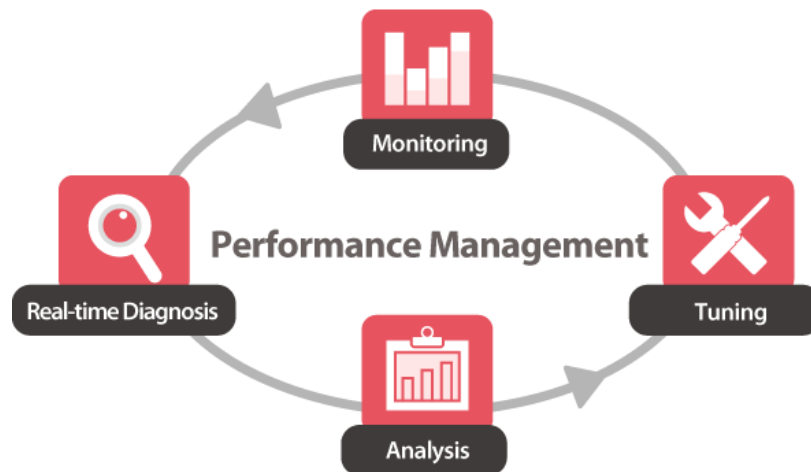 Monitoring
Performance Management
Real-time Diagnosis
Tuning
Analysis